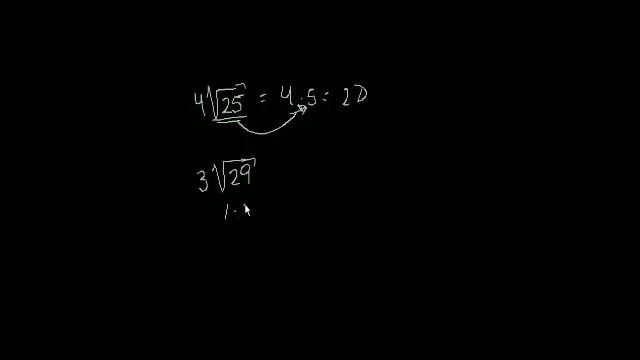 4√25 = 4·5 = 20
3√29
1·